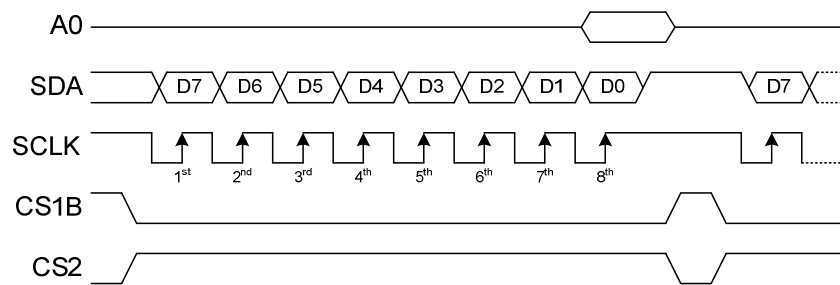 A0
SDA D7 D6 D5 D4 D3 D2 D1 D0 D7
SCLK
1st 2nd 3rd 4th 5th 6th 7th 8th
CS1B
CS2